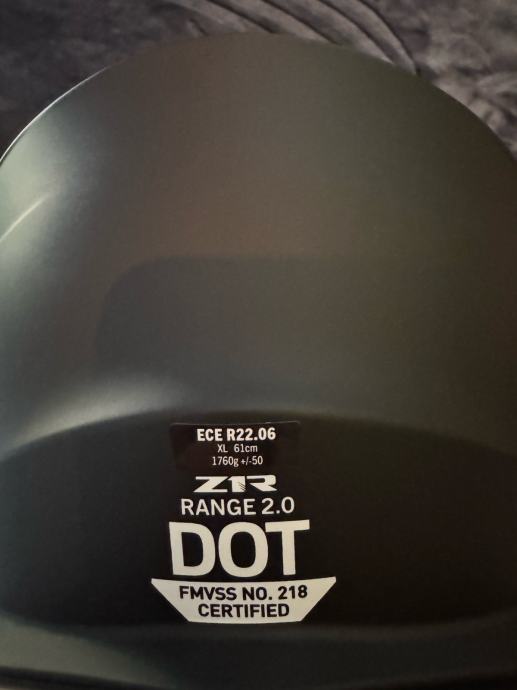 ECE R22.06
XL 61cm
1760g +/-50
Z1R
RANGE 2.0
DOT
FMVSS NO. 218
CERTIFIED